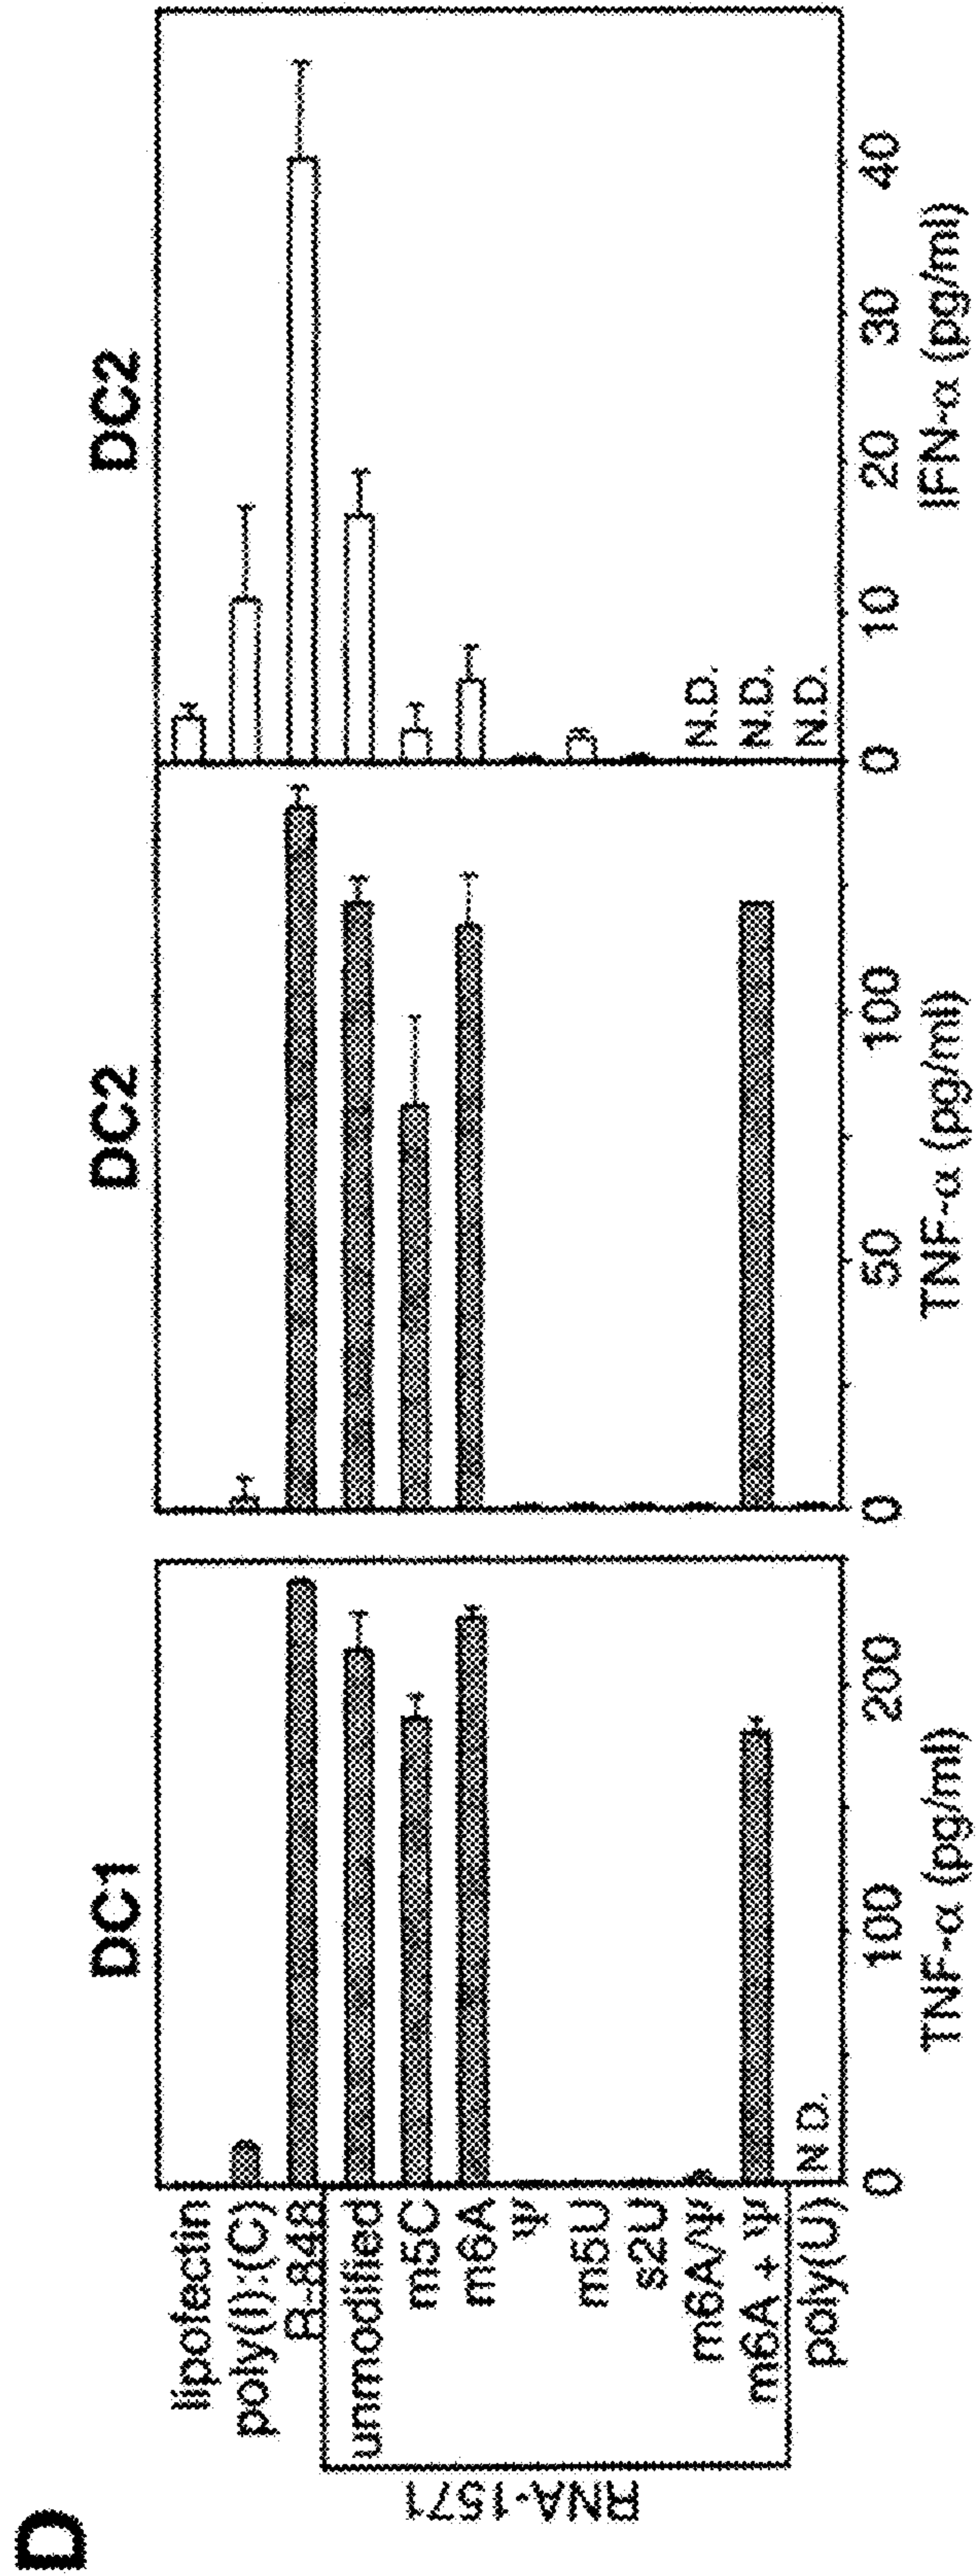 D
DC1
DC2
DC2
lipofectin
poly(I):(C)
R-848
unmodified
m5C
m6A
Ψ
m5U
s2U
m6A/Ψ
m6A + Ψ
poly(U)
RNA-1571
N.D.
N.D.
N.D.
N D.
0 100 200
TNF-α (pg/ml)
0 50 100
TNF-α (pg/ml)
0 10 20 30 40
IFN-α (pg/ml)